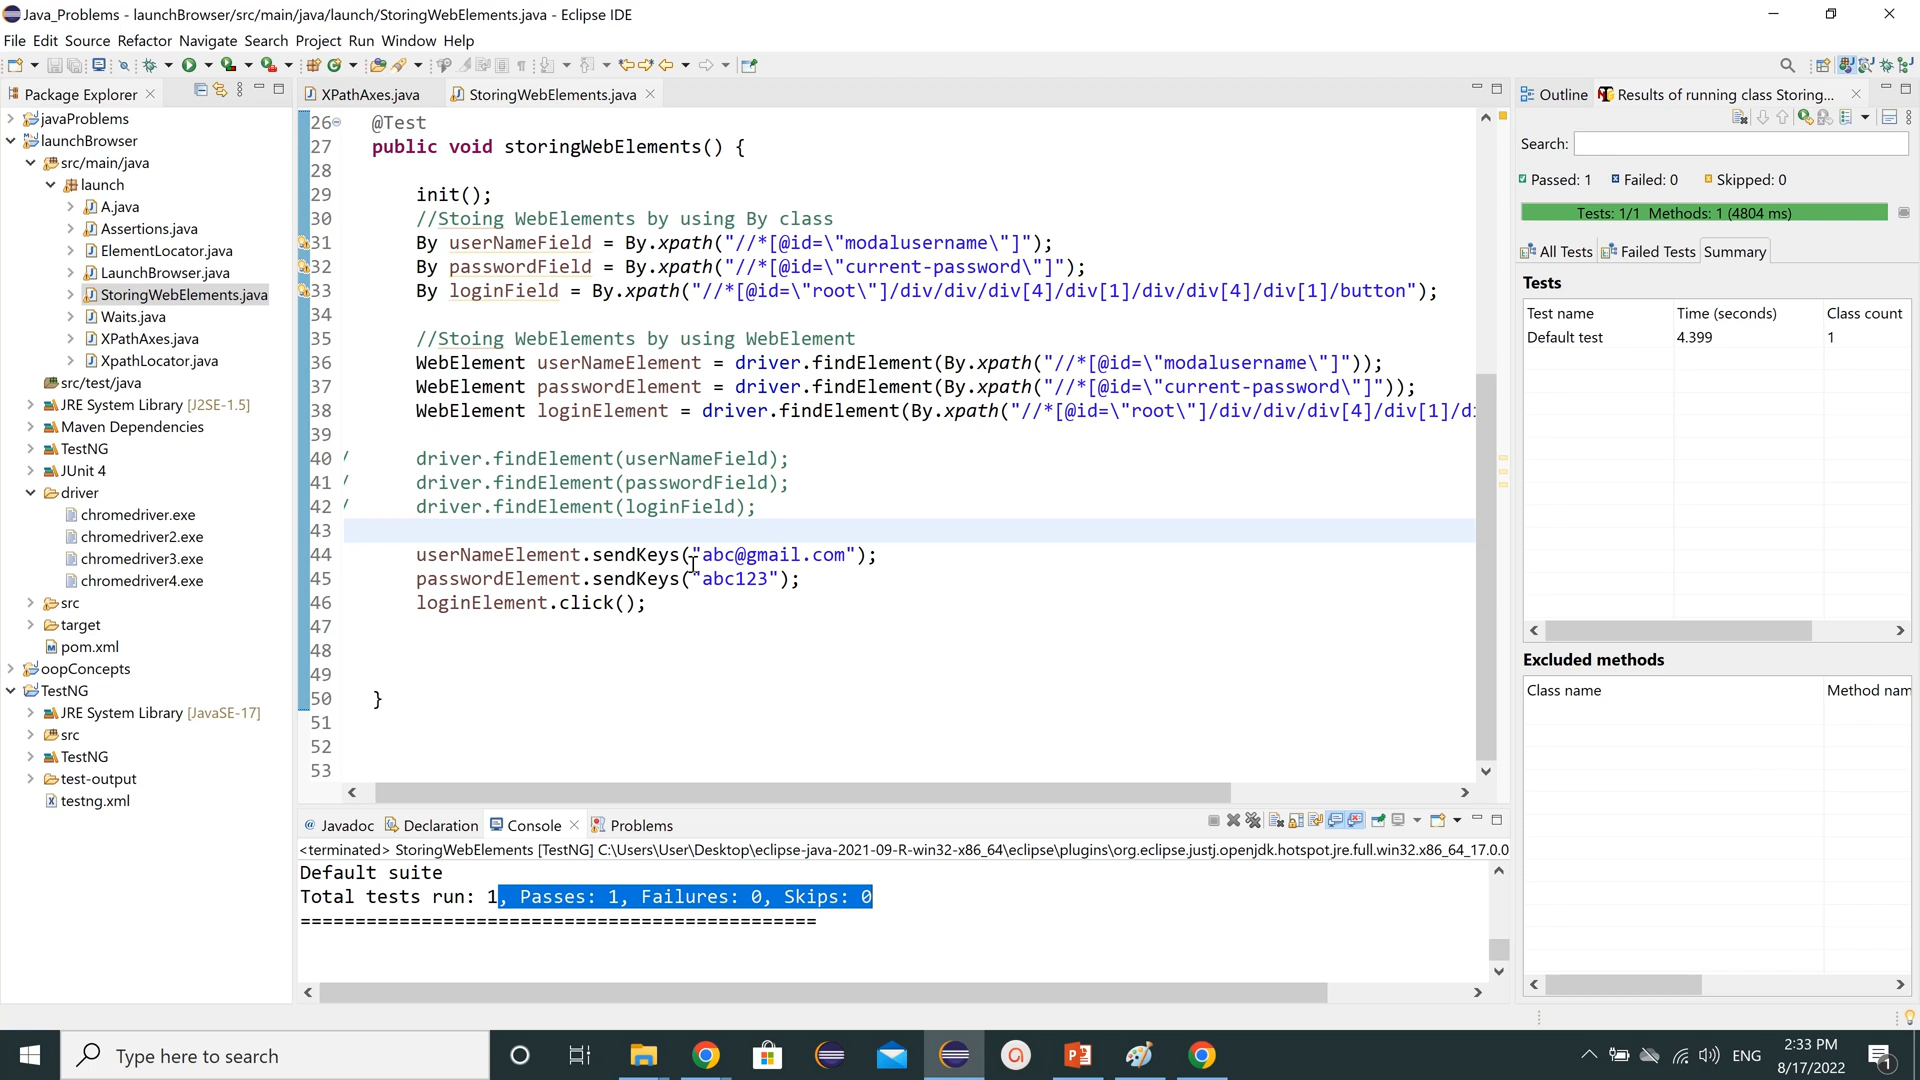 Java_Problems - launchBrowser/src/main/java/launch/StoringWebElements.java - Eclipse IDE
File Edit Source Refactor Navigate Search Project Run Window Help
Package Explorer
javaProblems
launchBrowser
src/main/java
launch
A.java
Assertions.java
ElementLocator.java
LaunchBrowser.java
StoringWebElements.java
Waits.java
XPathAxes.java
XpathLocator.java
src/test/java
JRE System Library [J2SE-1.5]
Maven Dependencies
TestNG
JUnit 4
driver
chromedriver.exe
chromedriver2.exe
chromedriver3.exe
chromedriver4.exe
src
target
pom.xml
oopConcepts
TestNG
JRE System Library [JavaSE-17]
src
TestNG
test-output
testng.xml
XPathAxes.java StoringWebElements.java
26 @Test
27 public void storingWebElements() {
28
29 init();
30 //Stoing WebElements by using By class
31 By userNameField = By.xpath("//*[@id=\"modalusername\"]");
32 By passwordField = By.xpath("//*[@id=\"current-password\"]");
33 By loginField = By.xpath("//*[@id=\"root\"]/div/div/div[4]/div[1]/div/div[4]/div[1]/button");
34
35 //Stoing WebElements by using WebElement
36 WebElement userNameElement = driver.findElement(By.xpath("//*[@id=\"modalusername\"]"));
37 WebElement passwordElement = driver.findElement(By.xpath("//*[@id=\"current-password\"]"));
38 WebElement loginElement = driver.findElement(By.xpath("//*[@id=\"root\"]/div/div/div[4]/div[1]/di
39
40 / driver.findElement(userNameField);
41 / driver.findElement(passwordField);
42 / driver.findElement(loginField);
43
44 userNameElement.sendKeys("abc@gmail.com");
45 passwordElement.sendKeys("abc123");
46 loginElement.click();
47
48
49
50 }
51
52
53
@ Javadoc Declaration Console Problems
<terminated> StoringWebElements [TestNG] C:\Users\User\Desktop\eclipse-java-2021-09-R-win32-x86_64\eclipse\plugins\org.eclipse.justj.openjdk.hotspot.jre.full.win32.x86_64_17.0.0
Default suite
Total tests run: 1, Passes: 1, Failures: 0, Skips: 0
===============================================
Outline Results of running class Storing...
Search:
Passed: 1 Failed: 0 Skipped: 0
Tests: 1/1 Methods: 1 (4804 ms)
All Tests Failed Tests Summary
Tests
Test name Time (seconds) Class count
Default test 4.399 1
Excluded methods
Class name Method nam
Type here to search
ENG
2:33 PM
8/17/2022
1